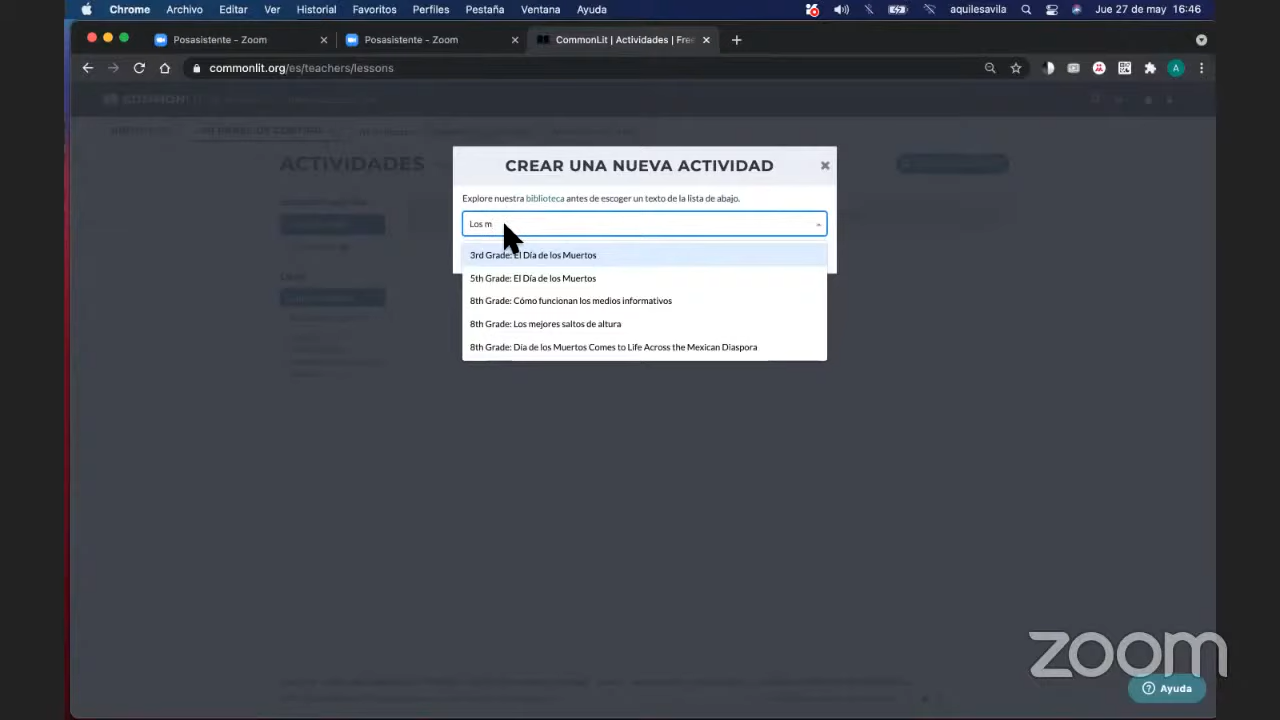 Chrome Archivo Editar Ver Historial Favoritos Perfiles Pestaña Ventana Ayuda aquilesavila Jue 27 de may 16:46
Posasistente - Zoom Posasistente - Zoom CommonLit | Actividades | Free
commonlit.org/es/teachers/lessons A
ACTIVIDADES
CREAR UNA NUEVA ACTIVIDAD
Explore nuestra biblioteca antes de escoger un texto de la lista de abajo.
Los m
3rd Grade: El Día de los Muertos
5th Grade: El Día de los Muertos
8th Grade: Cómo funcionan los medios informativos
8th Grade: Los mejores saltos de altura
8th Grade: Día de los Muertos Comes to Life Across the Mexican Diaspora
zoom
Ayuda